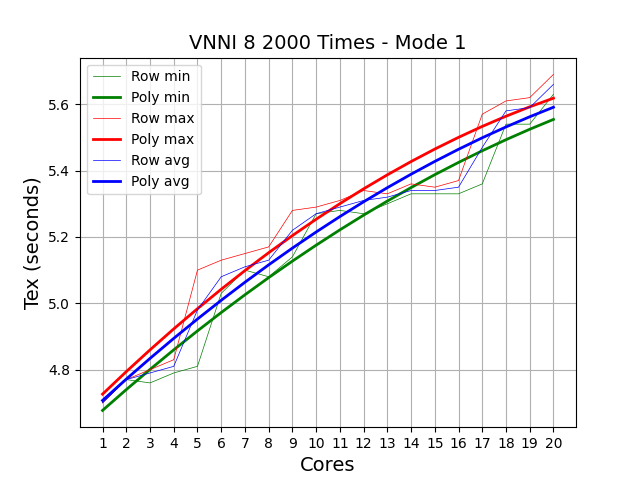 VNNI 8 2000 Times - Mode 1
Row min
Poly min
Row max
Poly max
Row avg
Poly avg
5.6
5.4
5.2
5.0
4.8
Tex (seconds)
1 2 3 4 5 6 7 8 9 10 11 12 13 14 15 16 17 18 19 20
Cores